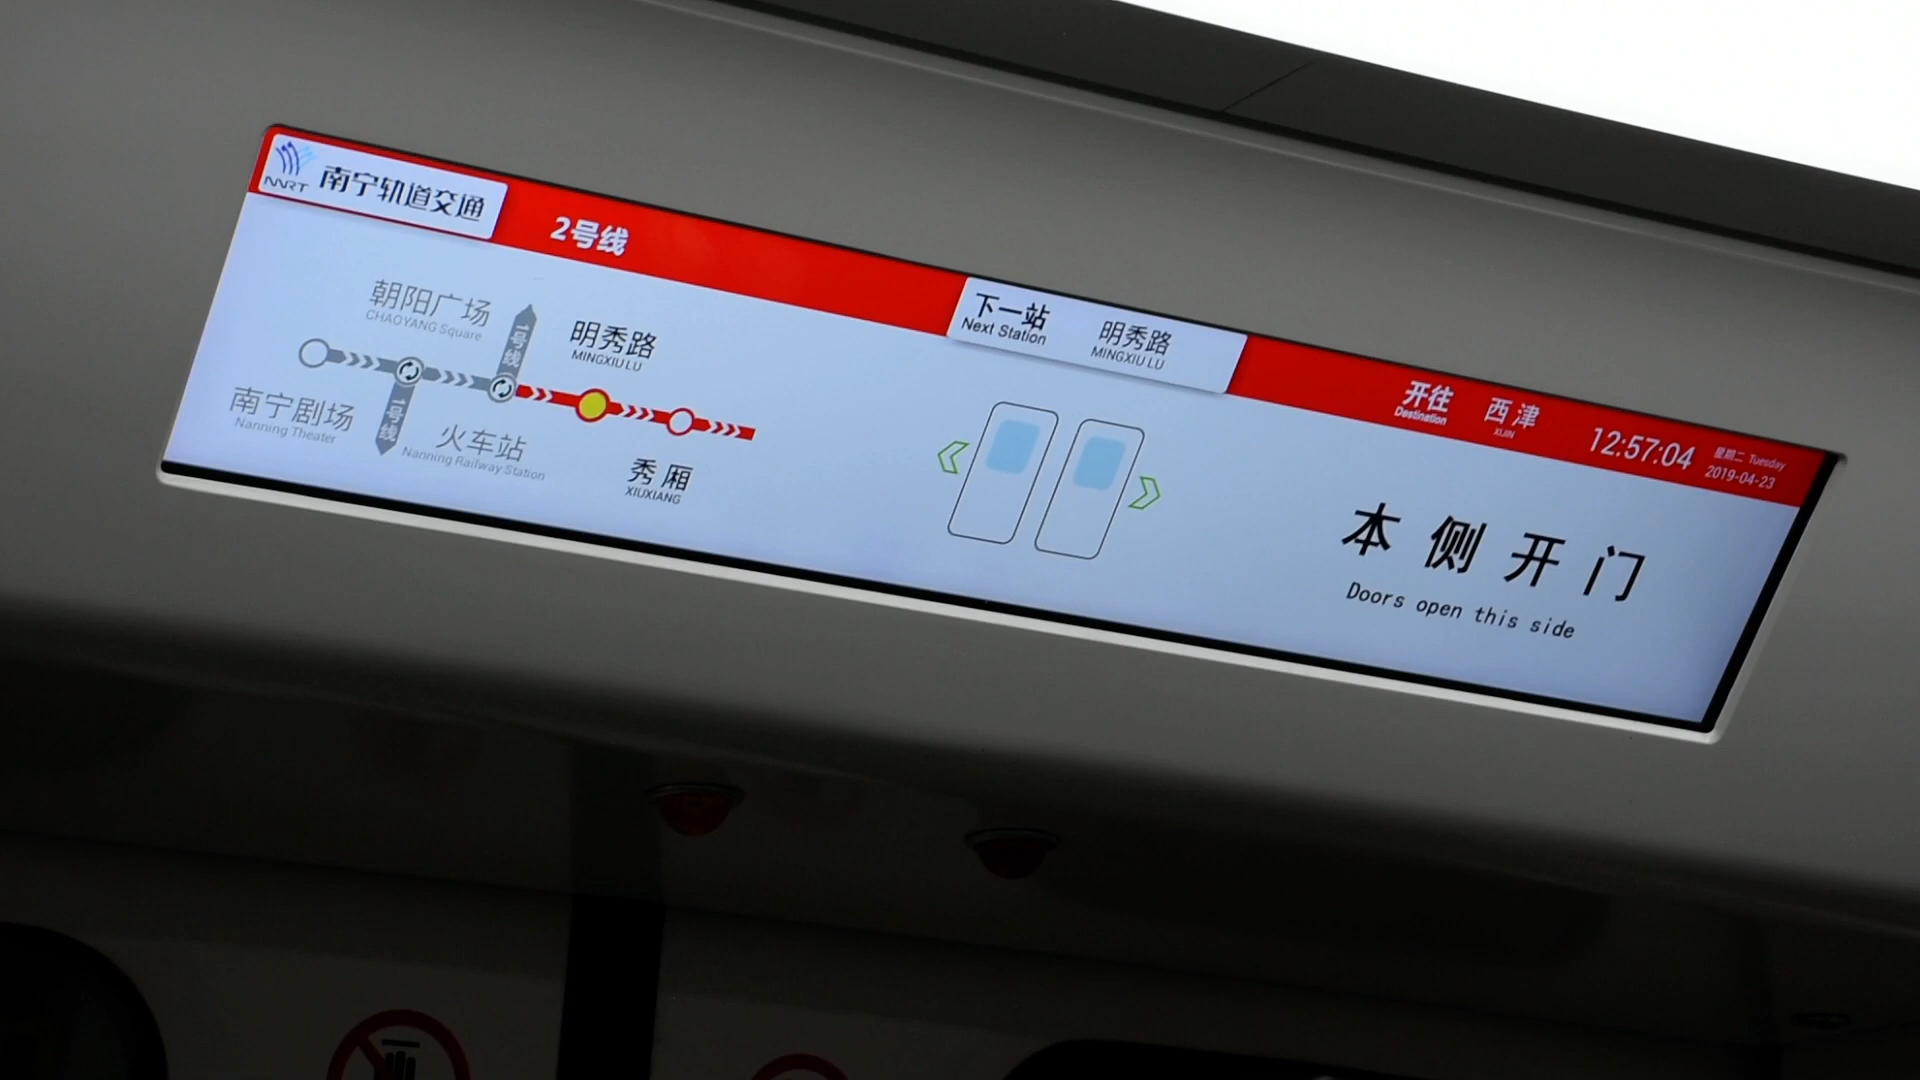 NNRT 南宁轨道交通
2号线
下一站 明秀路
Next Station MINGXIU LU
开往 西津
Destination XIJIN
12:57:04
星期二 Tuesday
2019-04-23
朝阳广场
CHAOYANG Square
一号线
明秀路
MINGXIU LU
南宁剧场
Nanning Theater
一号线
火车站
Nanning Railway Station
秀厢
XIUXIANG
本侧开门
Doors open this side